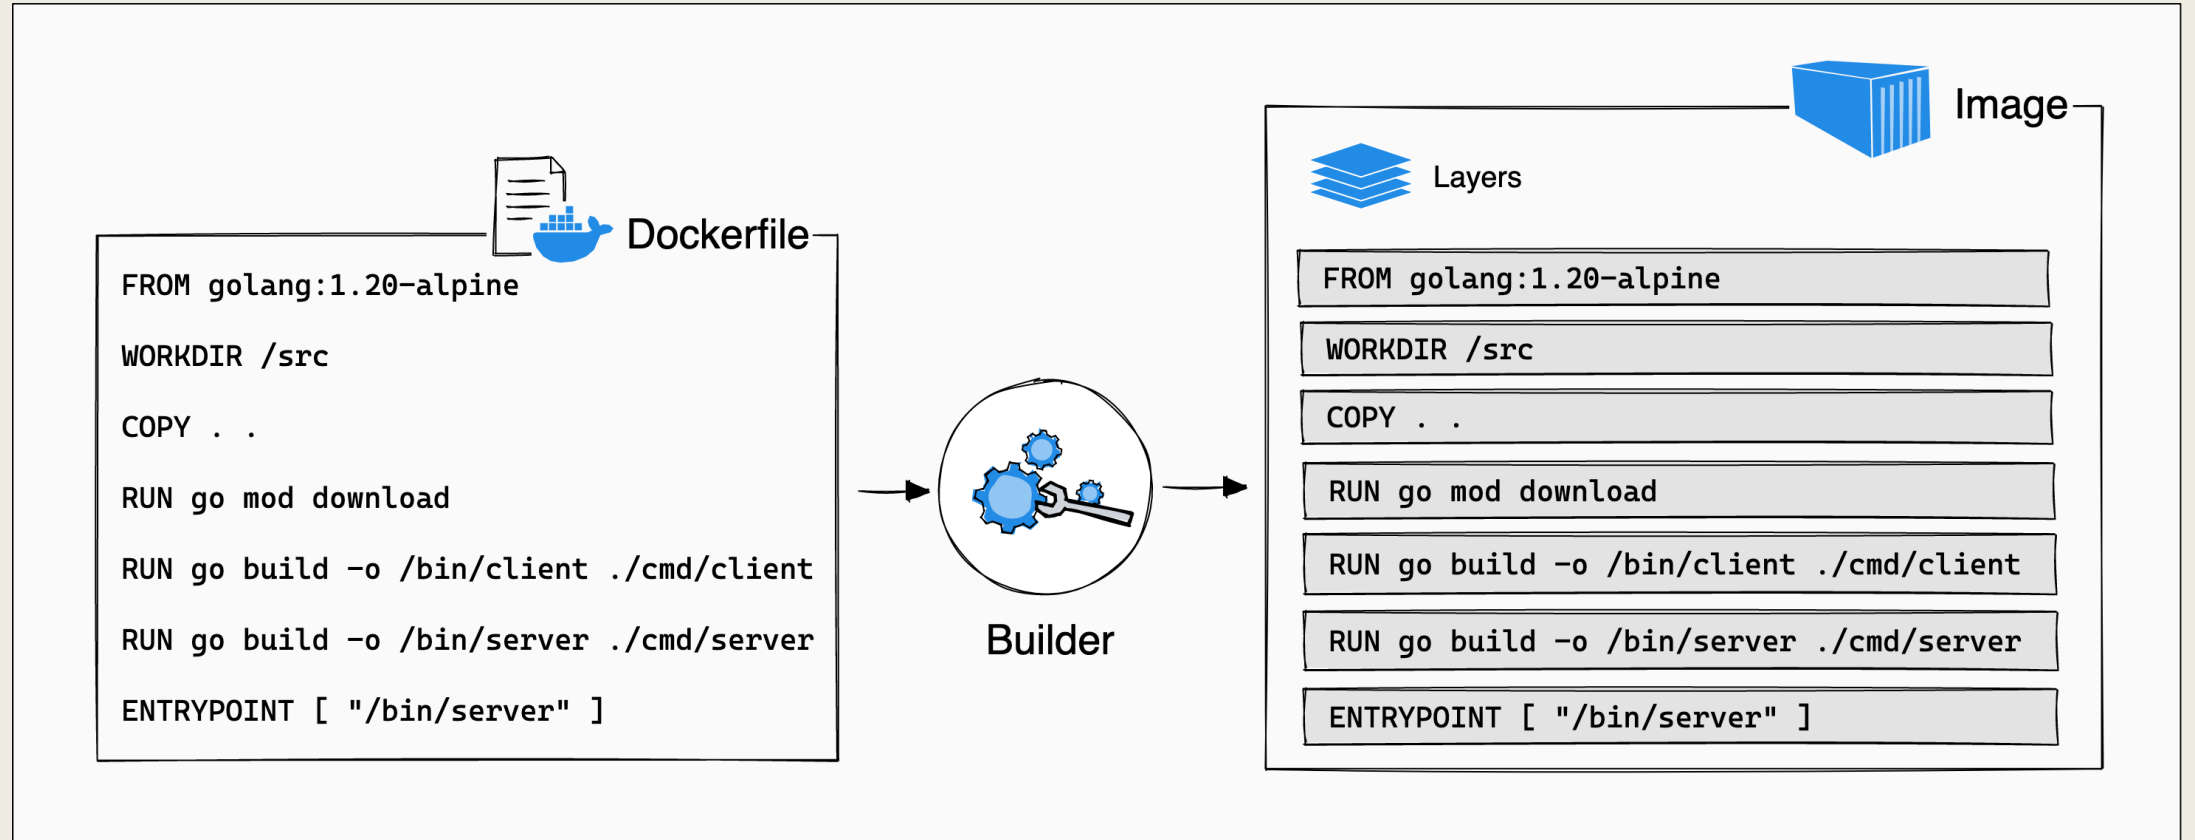 Dockerfile
FROM golang:1.20-alpine
WORKDIR /src
COPY . .
RUN go mod download
RUN go build -o /bin/client ./cmd/client
RUN go build -o /bin/server ./cmd/server
ENTRYPOINT [ "/bin/server" ]
Builder
Image
Layers
FROM golang:1.20-alpine
WORKDIR /src
COPY . .
RUN go mod download
RUN go build -o /bin/client ./cmd/client
RUN go build -o /bin/server ./cmd/server
ENTRYPOINT [ "/bin/server" ]